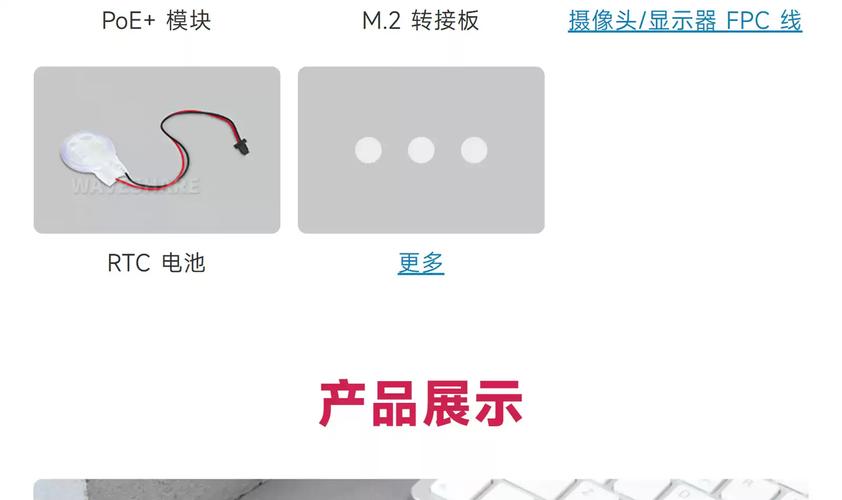 PoE+ 模块
M.2 转接板
摄像头/显示器 FPC 线
WAVESHARE
RTC 电池
更多
产品展示